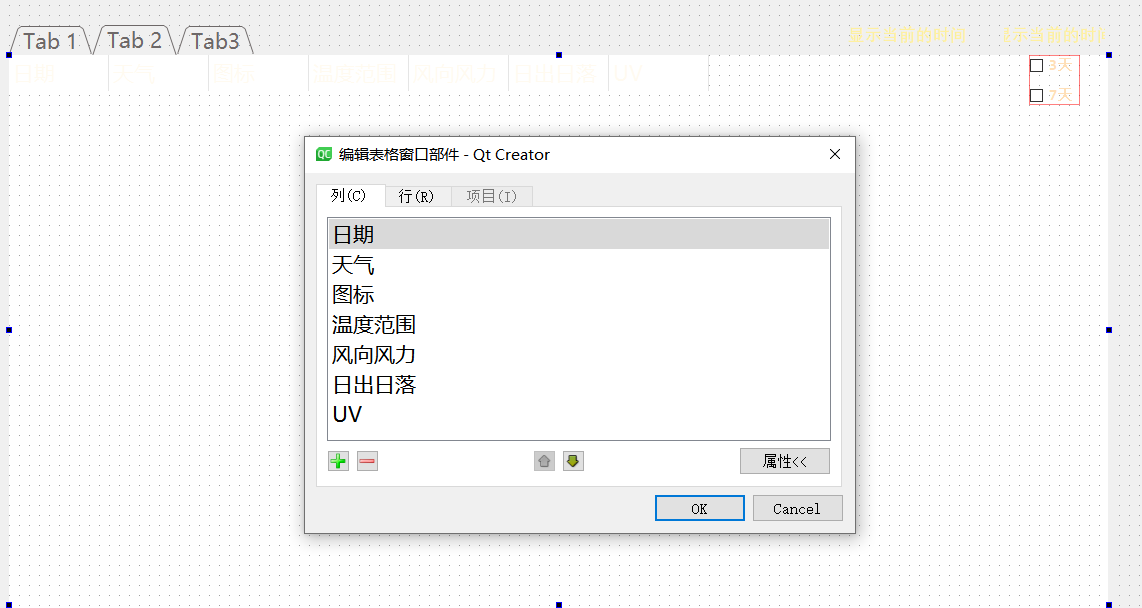 Tab 1 Tab 2 Tab3
日期 天气 图标 温度范围 风向风力 日出日落 UV
3天
7天
编辑表格窗口部件 - Qt Creator
列(C) 行(R) 项目(I)
日期
天气
图标
温度范围
风向风力
日出日落
UV
属性<<
OK Cancel